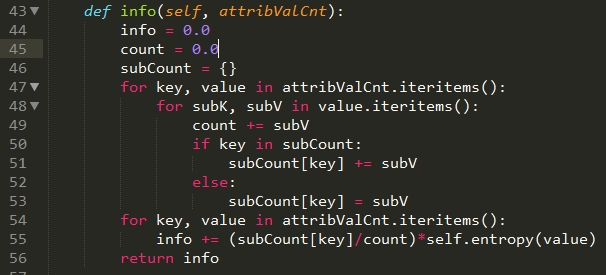 43 def info(self, attribValCnt):
44 info = 0.0
45 count = 0.0
46 subCount = {}
47 for key, value in attribValCnt.iteritems():
48 for subK, subV in value.iteritems():
49 count += subV
50 if key in subCount:
51 subCount[key] += subV
52 else:
53 subCount[key] = subV
54 for key, value in attribValCnt.iteritems():
55 info += (subCount[key]/count)*self.entropy(value)
56 return info